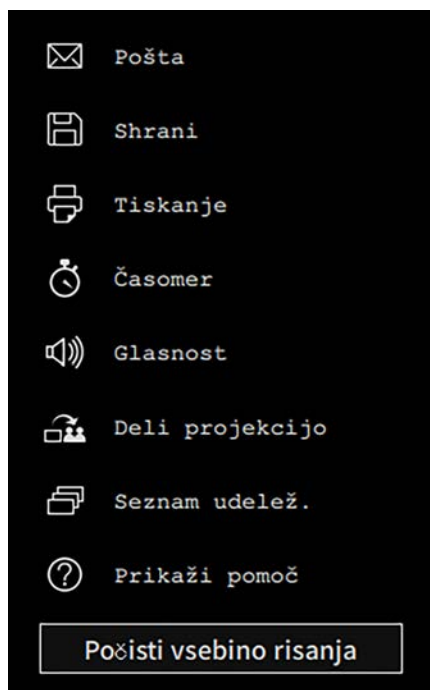 Pošta
Shrani
Tiskanje
Časomer
Glasnost
Deli projekcijo
Seznam udelež.
Prikaži pomoč
Počisti vsebino risanja